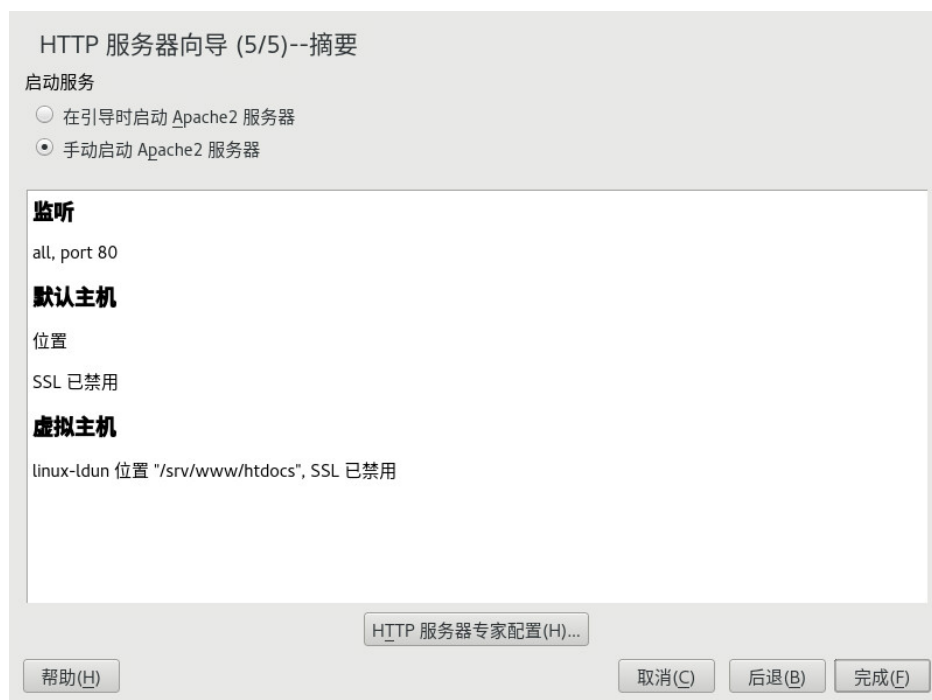 HTTP 服务器向导 (5/5)--摘要
启动服务
在引导时启动 Apache2 服务器
手动启动 Apache2 服务器
监听
all, port 80
默认主机
位置
SSL 已禁用
虚拟主机
linux-ldun 位置 "/srv/www/htdocs", SSL 已禁用
HTTP 服务器专家配置(H)...
帮助(H) 取消(C) 后退(B) 完成(F)